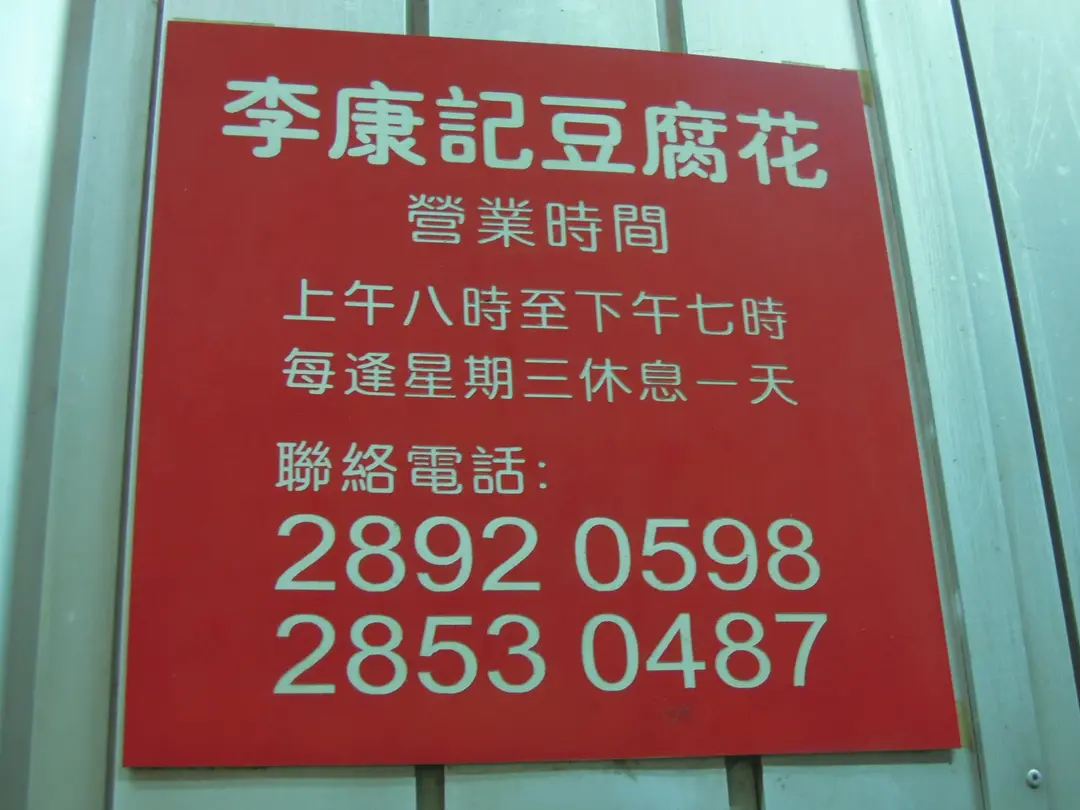 李康記豆腐花
營業時間
上午八時至下午七時
每逢星期三休息一天
聯絡電話:
2892 0598
2853 0487